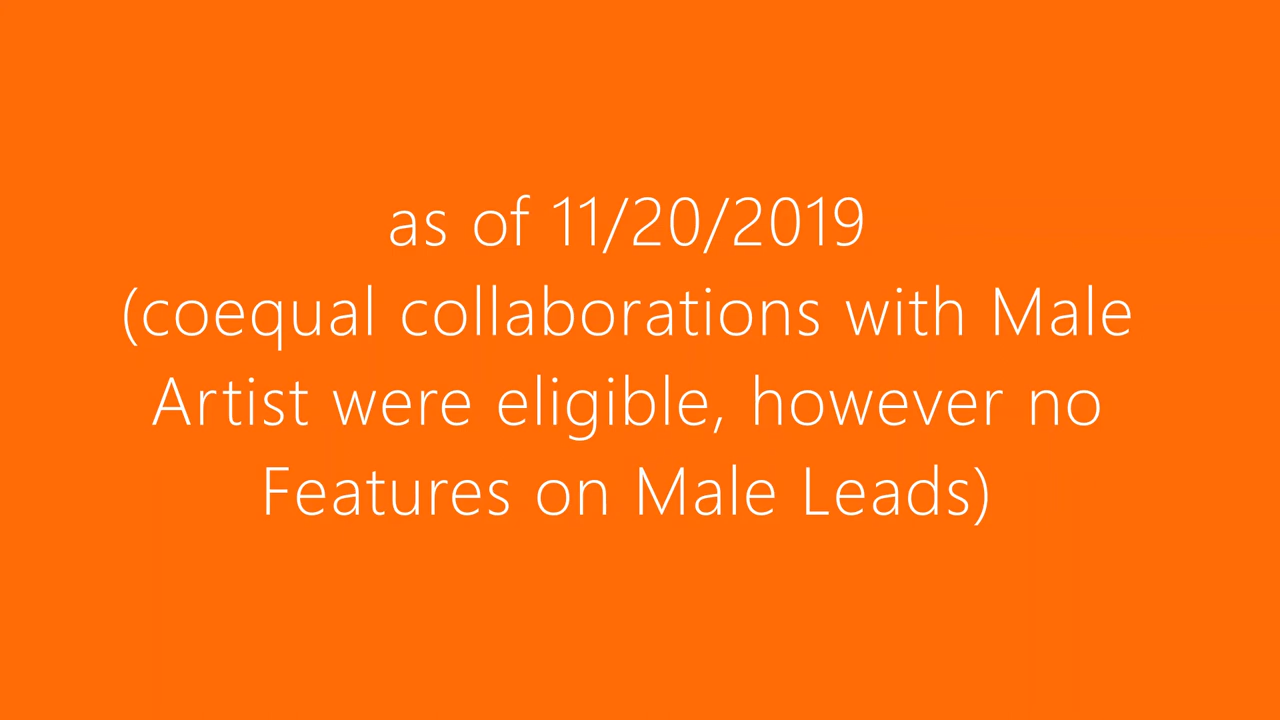 as of 11/20/2019
(coequal collaborations with Male
Artist were eligible, however no
Features on Male Leads)